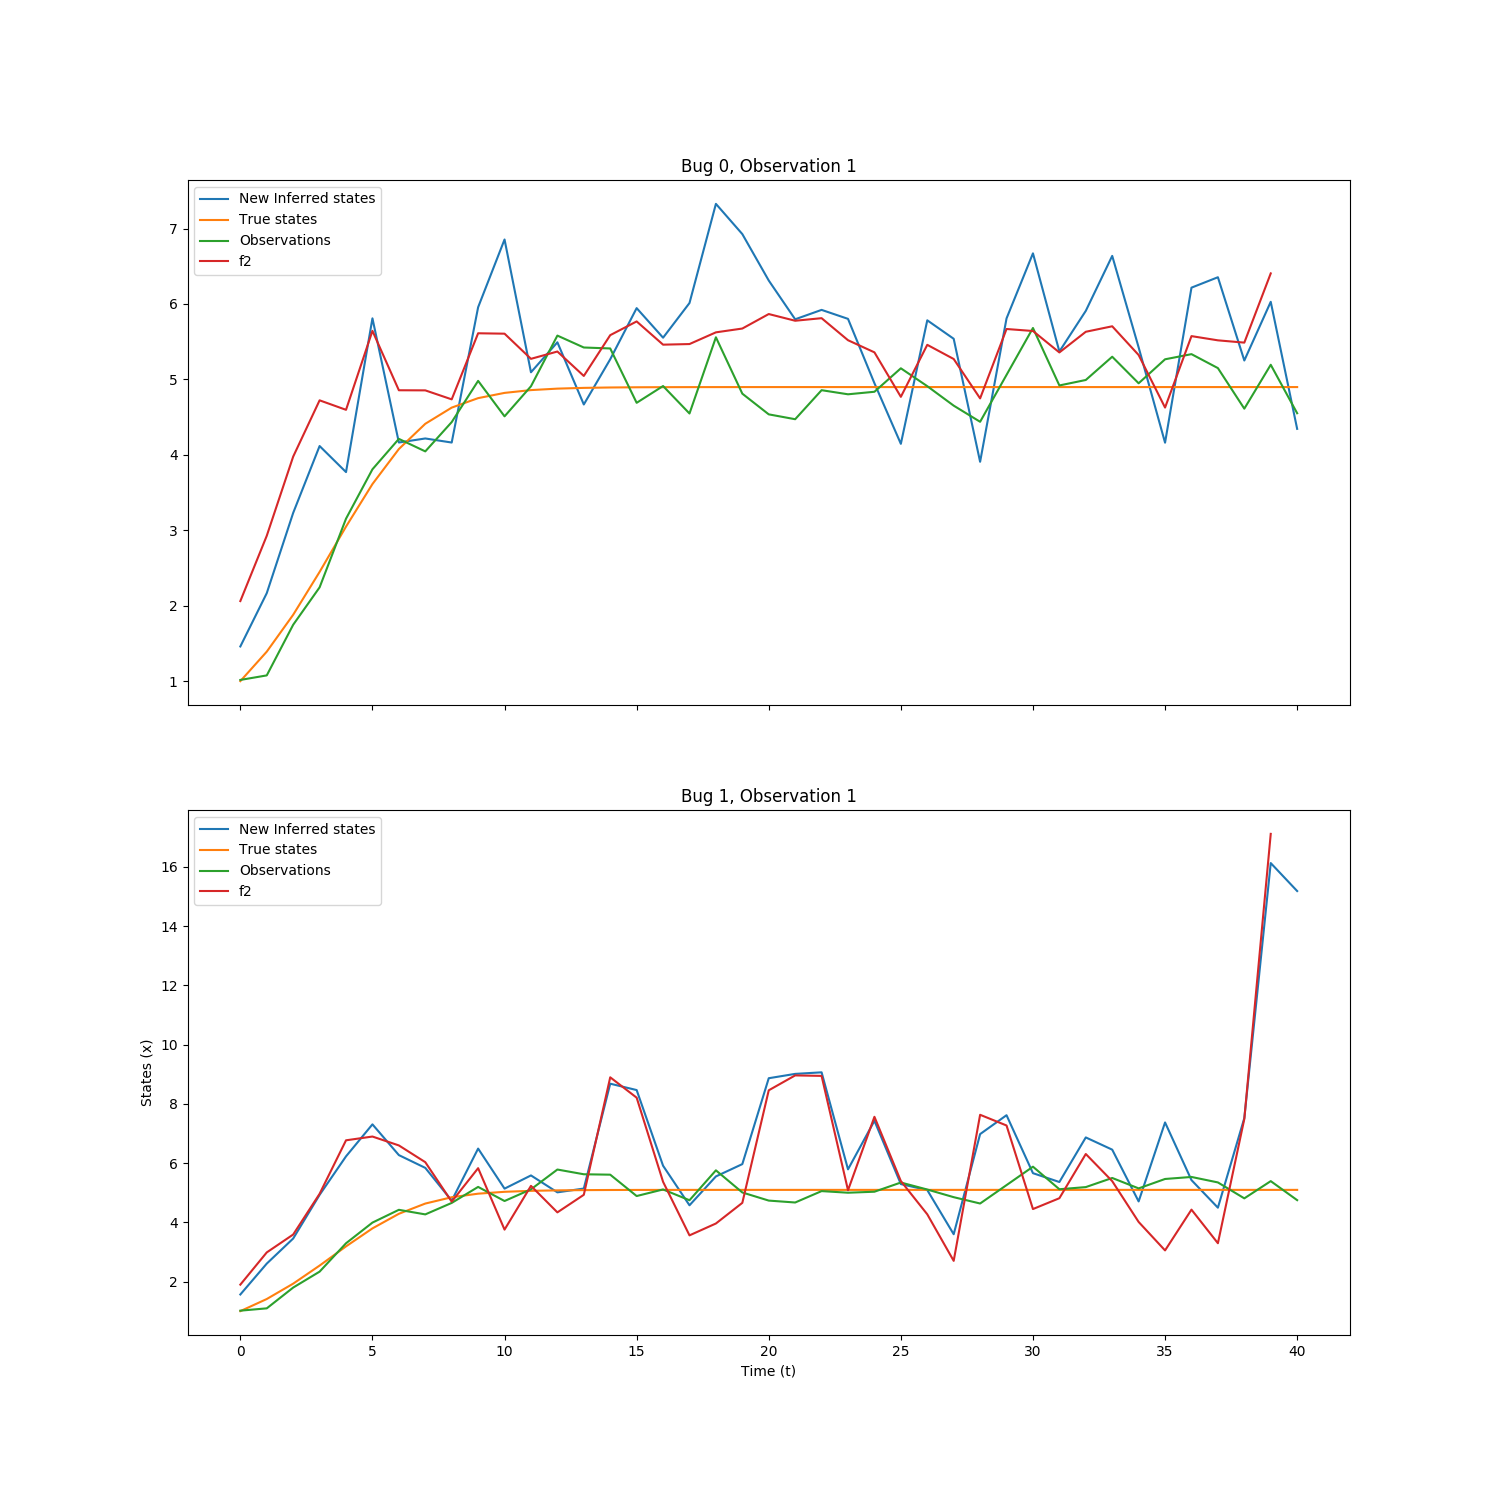 Bug 0, Observation 1
New Inferred states
True states
Observations
f2
7
6
5
4
3
2
1
Bug 1, Observation 1
New Inferred states
True states
Observations
f2
16
14
12
10
8
6
4
2
States (x)
0 5 10 15 20 25 30 35 40
Time (t)